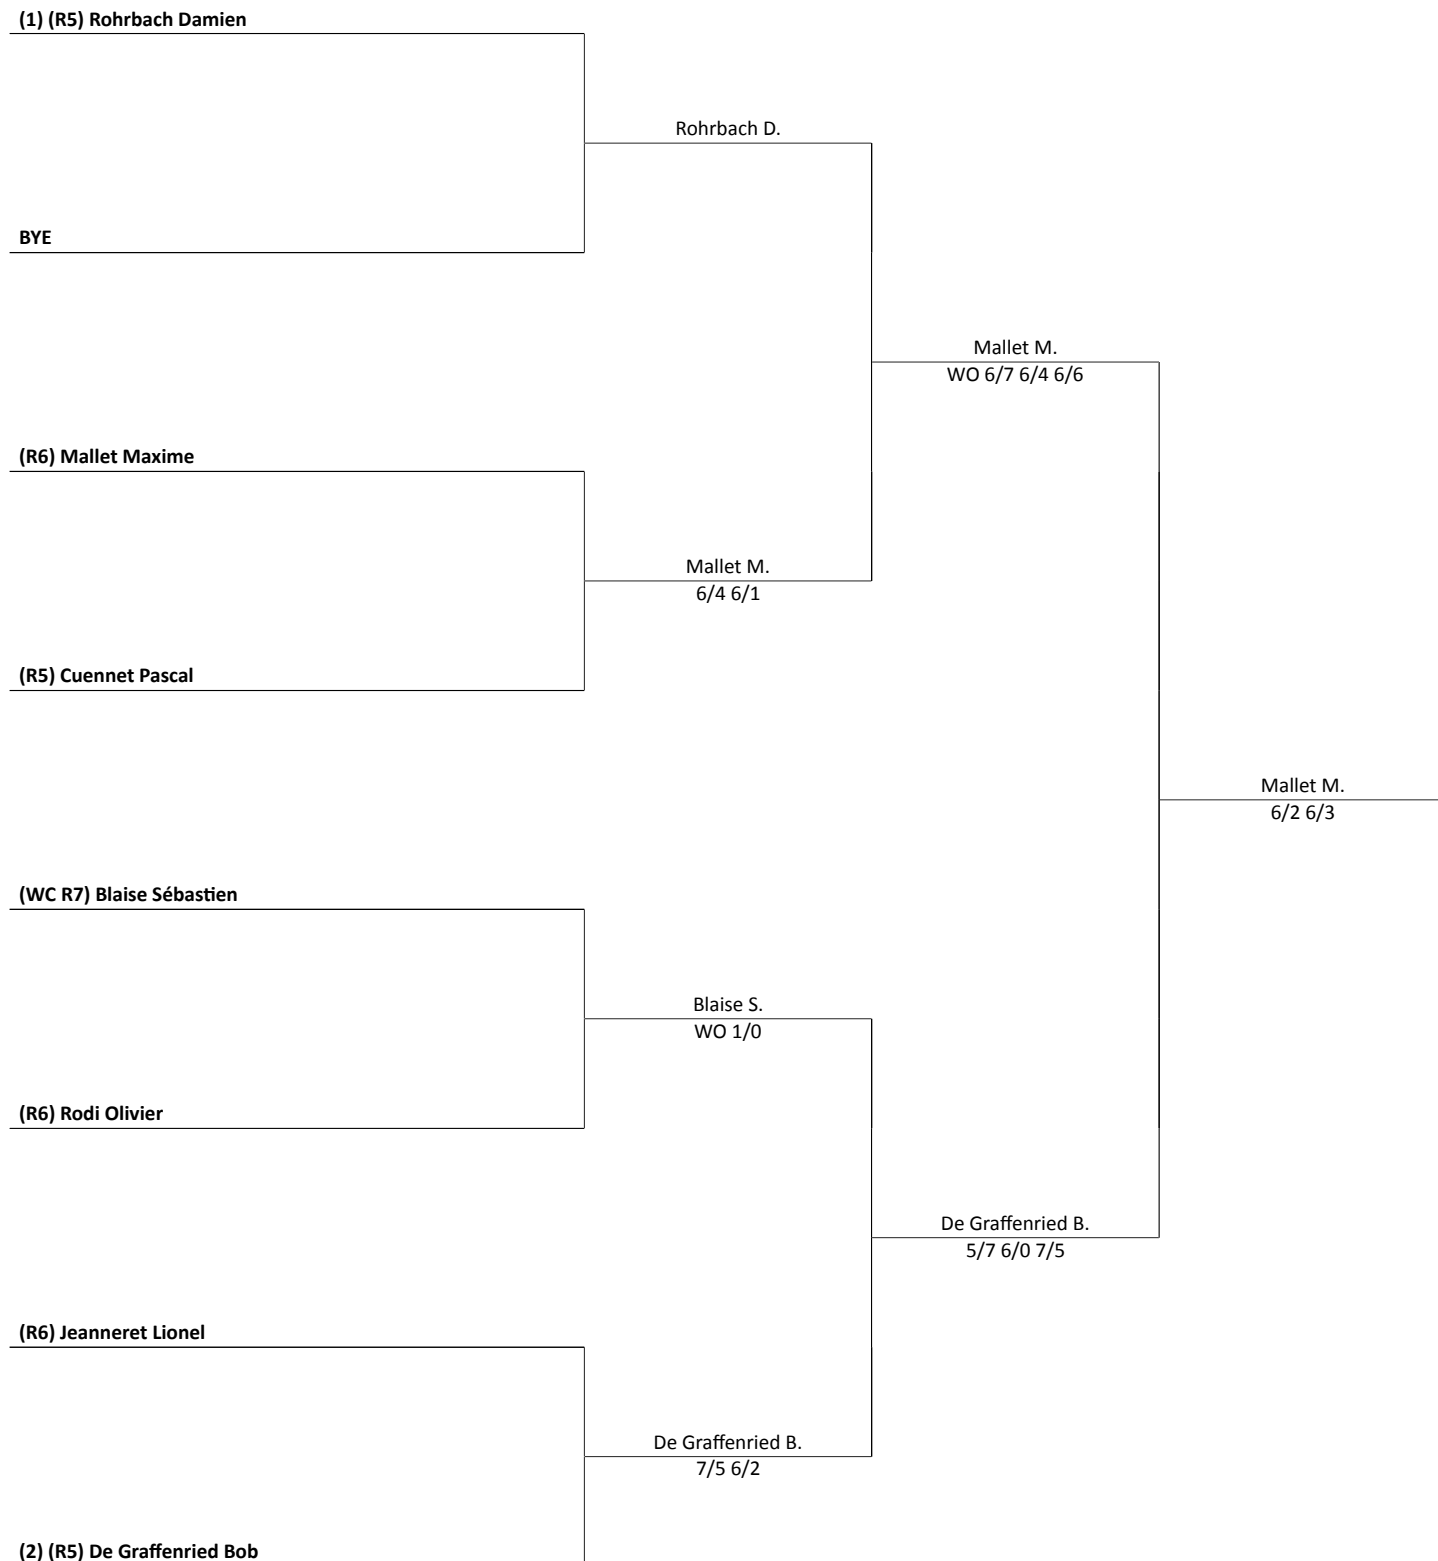 (1) (R5) Rohrbach Damien
Rohrbach D.
BYE
Mallet M.
WO 6/7 6/4 6/6
(R6) Mallet Maxime
Mallet M.
6/4 6/1
(R5) Cuennet Pascal
Mallet M.
6/2 6/3
(WC R7) Blaise Sébastien
Blaise S.
WO 1/0
(R6) Rodi Olivier
De Graffenried B.
5/7 6/0 7/5
(R6) Jeanneret Lionel
De Graffenried B.
7/5 6/2
(2) (R5) De Graffenried Bob